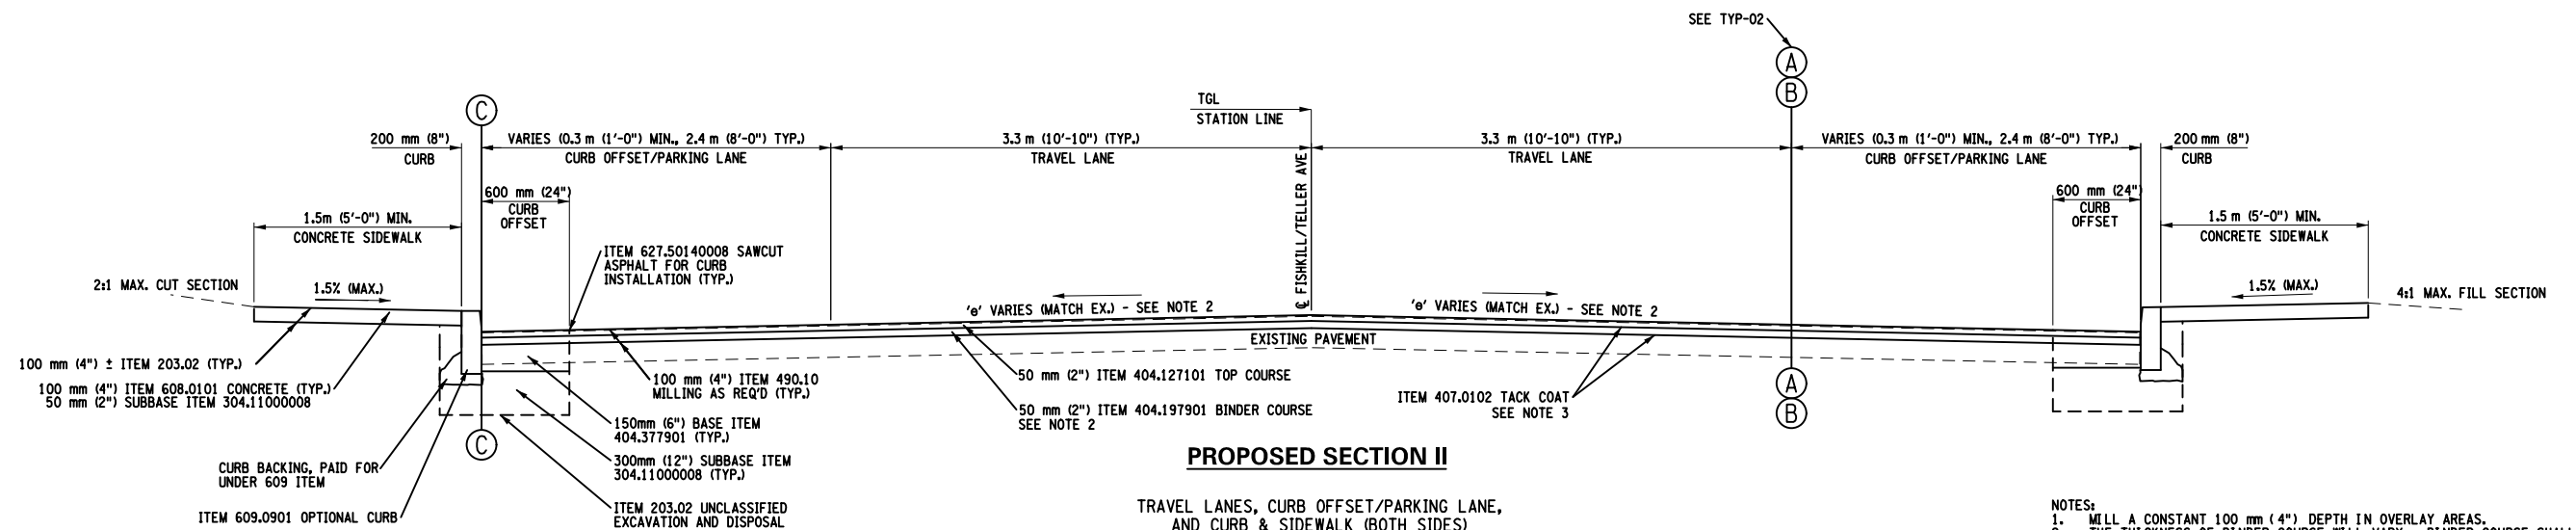 SEE TYP-02
A
B
C
TGL
STATION LINE
200 mm (8")
CURB
VARIES (0.3 m (1'-0") MIN., 2.4 m (8'-0") TYP.)
CURB OFFSET/PARKING LANE
3.3 m (10'-10") (TYP.)
TRAVEL LANE
3.3 m (10'-10") (TYP.)
TRAVEL LANE
VARIES (0.3 m (1'-0") MIN., 2.4 m (8'-0") TYP.)
CURB OFFSET/PARKING LANE
200 mm (8")
CURB
℄ FISHKILL/TELLER AVE
600 mm (24")
CURB
OFFSET
600 mm (24")
CURB
OFFSET
1.5m (5'-0") MIN.
CONCRETE SIDEWALK
1.5 m (5'-0") MIN.
CONCRETE SIDEWALK
ITEM 627.50140008 SAWCUT
ASPHALT FOR CURB
INSTALLATION (TYP.)
2:1 MAX. CUT SECTION
1.5% (MAX.)
'e' VARIES (MATCH EX.) - SEE NOTE 2
'e' VARIES (MATCH EX.) - SEE NOTE 2
1.5% (MAX.)
4:1 MAX. FILL SECTION
EXISTING PAVEMENT
100 mm (4") ± ITEM 203.02 (TYP.)
100 mm (4") ITEM 608.0101 CONCRETE (TYP.)
50 mm (2") SUBBASE ITEM 304.11000008
100 mm (4") ITEM 490.10
MILLING AS REQ'D (TYP.)
50 mm (2") ITEM 404.127101 TOP COURSE
50 mm (2") ITEM 404.197901 BINDER COURSE
SEE NOTE 2
ITEM 407.0102 TACK COAT
SEE NOTE 3
A
B
C
150mm (6") BASE ITEM
404.377901 (TYP.)
300mm (12") SUBBASE ITEM
304.11000008 (TYP.)
CURB BACKING, PAID FOR
UNDER 609 ITEM
ITEM 609.0901 OPTIONAL CURB
ITEM 203.02 UNCLASSIFIED
EXCAVATION AND DISPOSAL
PROPOSED SECTION II
TRAVEL LANES, CURB OFFSET/PARKING LANE,
AND CURB & SIDEWALK (BOTH SIDES)
NOTES:
1. MILL A CONSTANT 100 mm (4") DEPTH IN OVERLAY AREAS.